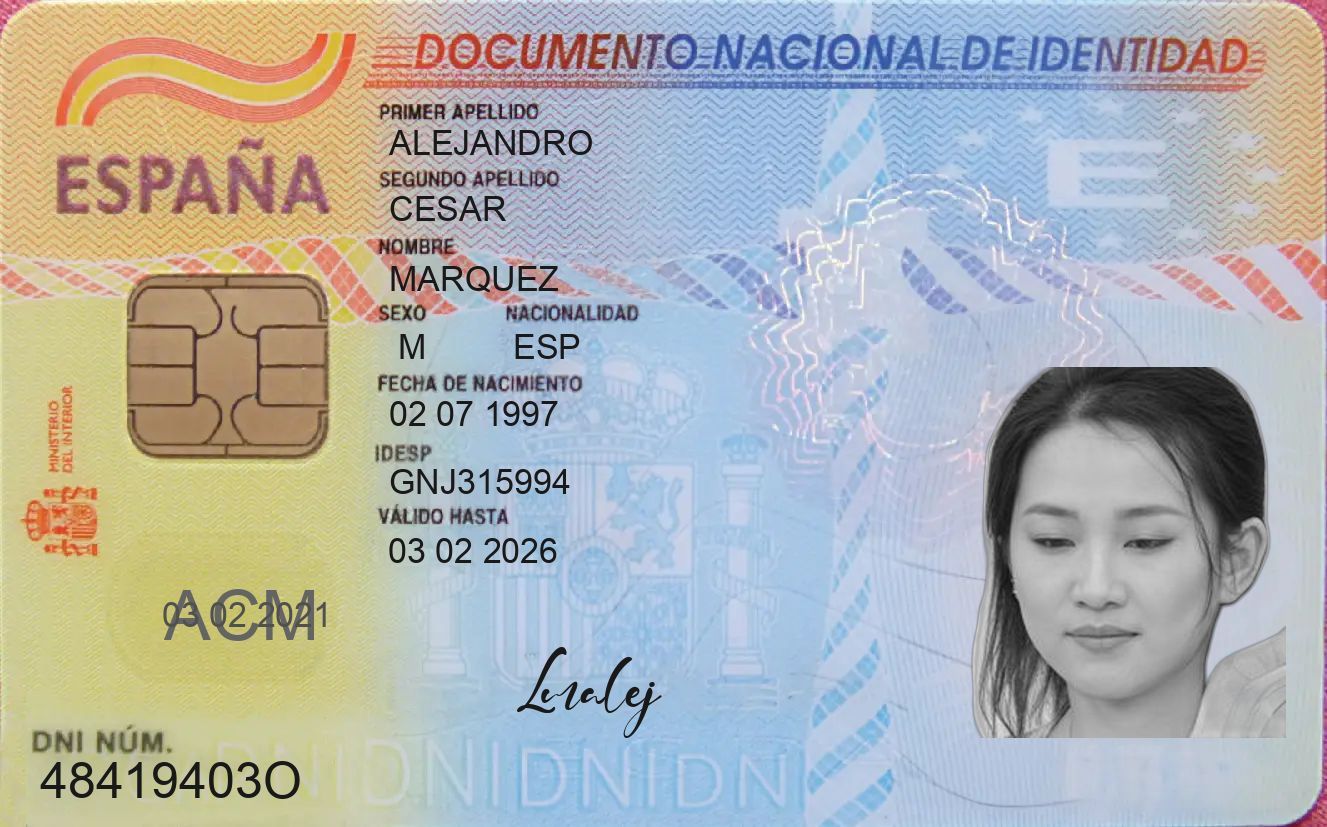 DOCUMENTO NACIONAL DE IDENTIDAD
ESPAÑA
PRIMER APELLIDO
ALEJANDRO
SEGUNDO APELLIDO
CESAR
NOMBRE
MARQUEZ
SEXO NACIONALIDAD
M ESP
FECHA DE NACIMIENTO
02 07 1997
IDESP
GNJ315994
VÁLIDO HASTA
03 02 2026
MINISTERIO
DEL INTERIOR
E
ACM
03 02 2021
Lmalej
DNI NÚM.
48419403O
DNIDNIDNIDNI